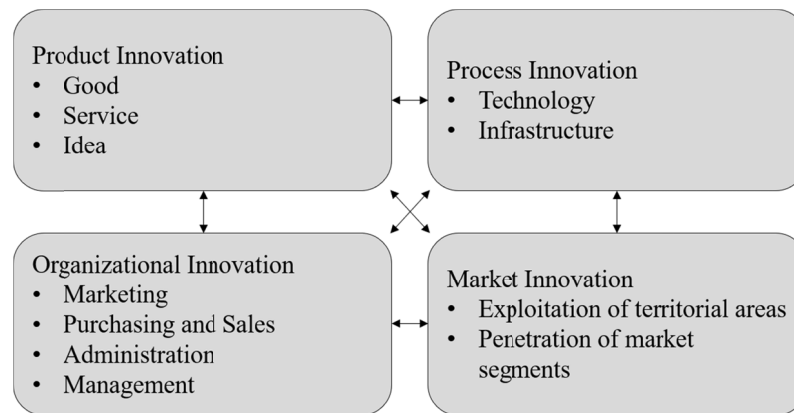 Product Innovation
• Good
• Service
• Idea
Process Innovation
• Technology
• Infrastructure
Organizational Innovation
• Marketing
• Purchasing and Sales
• Administration
• Management
Market Innovation
• Exploitation of territorial areas
• Penetration of market
segments